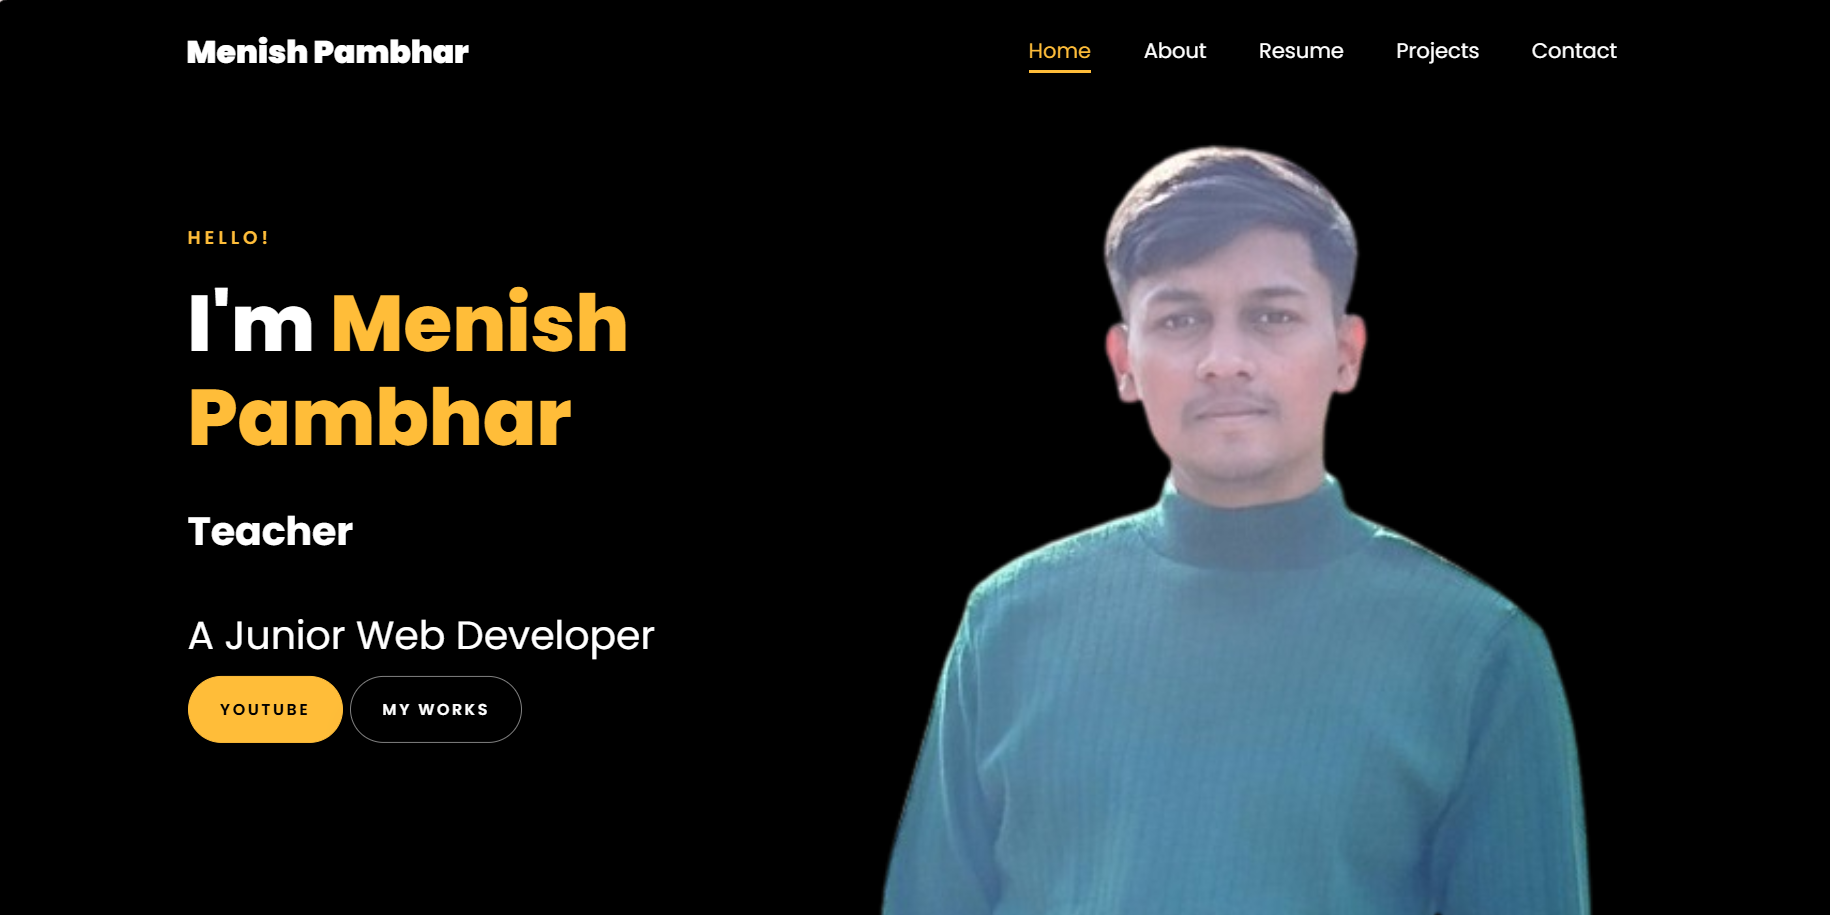 Menish Pambhar
Home About Resume Projects Contact
HELLO!
I'm Menish
Pambhar
Teacher
A Junior Web Developer
YOUTUBE MY WORKS